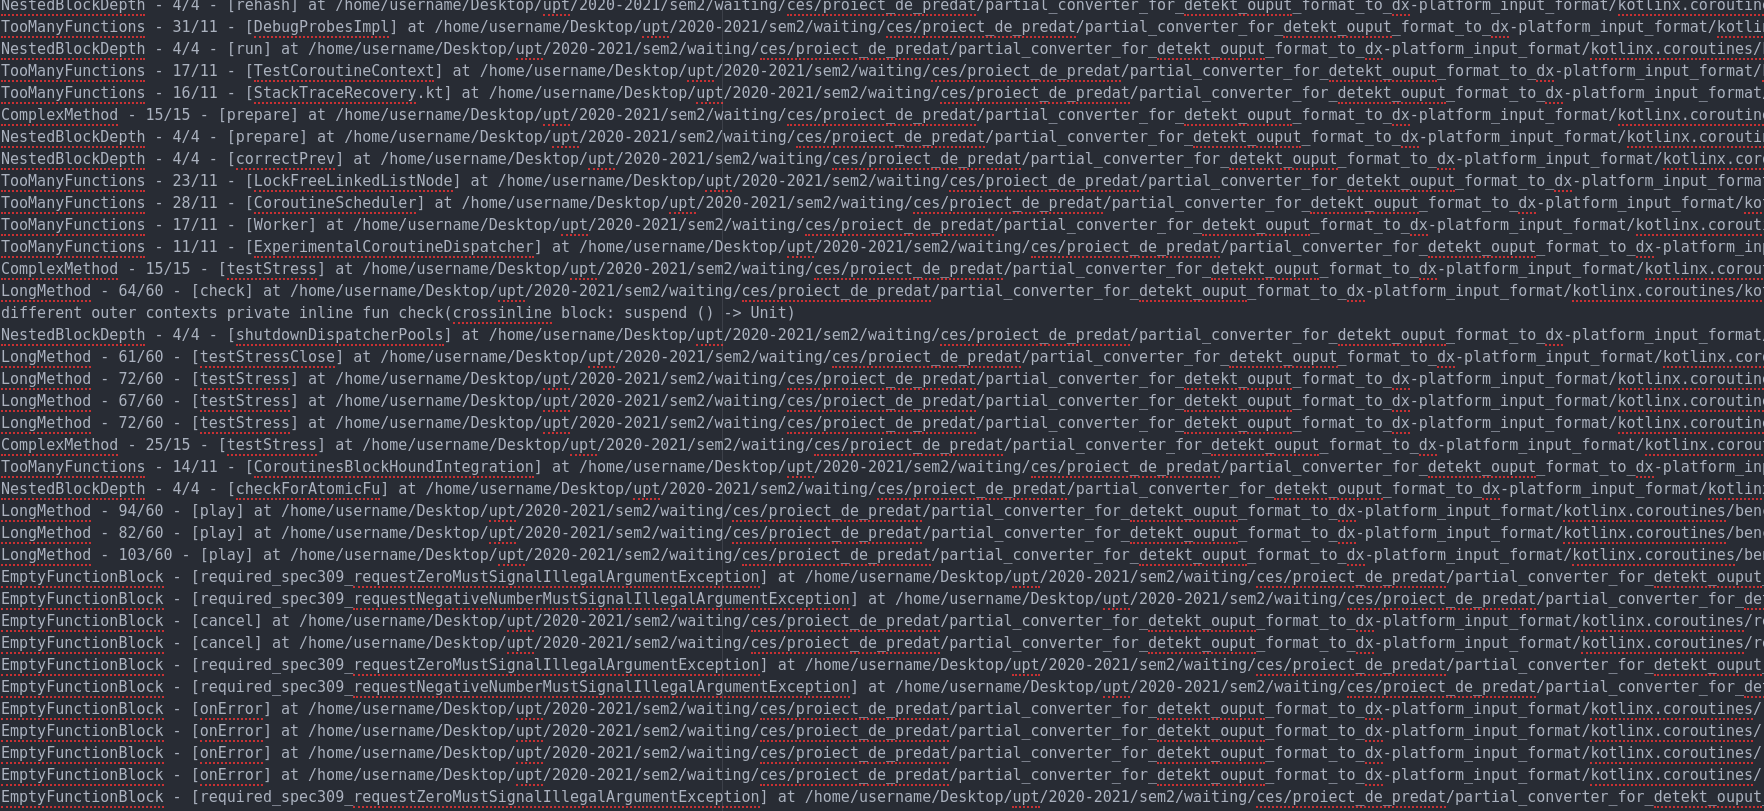 NestedBlockDepth - 4/4 - [rehash] at /home/username/Desktop/upt/2020-2021/sem2/waiting/ces/proiect_de_predat/partial_converter_for_detekt_ouput_format_to_dx-platform_input_format/kotlinx.coroutin
TooManyFunctions - 31/11 - [DebugProbesImpl] at /home/username/Desktop/upt/2020-2021/sem2/waiting/ces/proiect_de_predat/partial_converter_for_detekt_ouput_format_to_dx-platform_input_format/kotli
NestedBlockDepth - 4/4 - [run] at /home/username/Desktop/upt/2020-2021/sem2/waiting/ces/proiect_de_predat/partial_converter_for_detekt_ouput_format_to_dx-platform_input_format/kotlinx.coroutines/
TooManyFunctions - 17/11 - [TestCoroutineContext] at /home/username/Desktop/upt/2020-2021/sem2/waiting/ces/proiect_de_predat/partial_converter_for_detekt_ouput_format_to_dx-platform_input_format/
TooManyFunctions - 16/11 - [StackTraceRecovery.kt] at /home/username/Desktop/upt/2020-2021/sem2/waiting/ces/proiect_de_predat/partial_converter_for_detekt_ouput_format_to_dx-platform_input_format
ComplexMethod - 15/15 - [prepare] at /home/username/Desktop/upt/2020-2021/sem2/waiting/ces/proiect_de_predat/partial_converter_for_detekt_ouput_format_to_dx-platform_input_format/kotlinx.corouti
NestedBlockDepth - 4/4 - [prepare] at /home/username/Desktop/upt/2020-2021/sem2/waiting/ces/proiect_de_predat/partial_converter_for_detekt_ouput_format_to_dx-platform_input_format/kotlinx.corouti
NestedBlockDepth - 4/4 - [correctPrev] at /home/username/Desktop/upt/2020-2021/sem2/waiting/ces/proiect_de_predat/partial_converter_for_detekt_ouput_format_to_dx-platform_input_format/kotlinx.cor
TooManyFunctions - 23/11 - [LockFreeLinkedListNode] at /home/username/Desktop/upt/2020-2021/sem2/waiting/ces/proiect_de_predat/partial_converter_for_detekt_ouput_format_to_dx-platform_input_forma
TooManyFunctions - 28/11 - [CoroutineScheduler] at /home/username/Desktop/upt/2020-2021/sem2/waiting/ces/proiect_de_predat/partial_converter_for_detekt_ouput_format_to_dx-platform_input_format/ko
TooManyFunctions - 17/11 - [Worker] at /home/username/Desktop/upt/2020-2021/sem2/waiting/ces/proiect_de_predat/partial_converter_for_detekt_ouput_format_to_dx-platform_input_format/kotlinx.corout
TooManyFunctions - 11/11 - [ExperimentalCoroutineDispatcher] at /home/username/Desktop/upt/2020-2021/sem2/waiting/ces/proiect_de_predat/partial_converter_for_detekt_ouput_format_to_dx-platform_in
ComplexMethod - 15/15 - [testStress] at /home/username/Desktop/upt/2020-2021/sem2/waiting/ces/proiect_de_predat/partial_converter_for_detekt_ouput_format_to_dx-platform_input_format/kotlinx.corou
LongMethod - 64/60 - [check] at /home/username/Desktop/upt/2020-2021/sem2/waiting/ces/proiect_de_predat/partial_converter_for_detekt_ouput_format_to_dx-platform_input_format/kotlinx.coroutines/ko
different outer contexts private inline fun check(crossinline block: suspend () -> Unit)
NestedBlockDepth - 4/4 - [shutdownDispatcherPools] at /home/username/Desktop/upt/2020-2021/sem2/waiting/ces/proiect_de_predat/partial_converter_for_detekt_ouput_format_to_dx-platform_input_format
LongMethod - 61/60 - [testStressClose] at /home/username/Desktop/upt/2020-2021/sem2/waiting/ces/proiect_de_predat/partial_converter_for_detekt_ouput_format_to_dx-platform_input_format/kotlinx.cor
LongMethod - 72/60 - [testStress] at /home/username/Desktop/upt/2020-2021/sem2/waiting/ces/proiect_de_predat/partial_converter_for_detekt_ouput_format_to_dx-platform_input_format/kotlinx.coroutin
LongMethod - 67/60 - [testStress] at /home/username/Desktop/upt/2020-2021/sem2/waiting/ces/proiect_de_predat/partial_converter_for_detekt_ouput_format_to_dx-platform_input_format/kotlinx.coroutin
LongMethod - 72/60 - [testStress] at /home/username/Desktop/upt/2020-2021/sem2/waiting/ces/proiect_de_predat/partial_converter_for_detekt_ouput_format_to_dx-platform_input_format/kotlinx.coroutin
ComplexMethod - 25/15 - [testStress] at /home/username/Desktop/upt/2020-2021/sem2/waiting/ces/proiect_de_predat/partial_converter_for_detekt_ouput_format_to_dx-platform_input_format/kotlinx.corou
TooManyFunctions - 14/11 - [CoroutinesBlockHoundIntegration] at /home/username/Desktop/upt/2020-2021/sem2/waiting/ces/proiect_de_predat/partial_converter_for_detekt_ouput_format_to_dx-platform_in
NestedBlockDepth - 4/4 - [checkForAtomicFu] at /home/username/Desktop/upt/2020-2021/sem2/waiting/ces/proiect_de_predat/partial_converter_for_detekt_ouput_format_to_dx-platform_input_format/kotlin
LongMethod - 94/60 - [play] at /home/username/Desktop/upt/2020-2021/sem2/waiting/ces/proiect_de_predat/partial_converter_for_detekt_ouput_format_to_dx-platform_input_format/kotlinx.coroutines/ben
LongMethod - 82/60 - [play] at /home/username/Desktop/upt/2020-2021/sem2/waiting/ces/proiect_de_predat/partial_converter_for_detekt_ouput_format_to_dx-platform_input_format/kotlinx.coroutines/ben
LongMethod - 103/60 - [play] at /home/username/Desktop/upt/2020-2021/sem2/waiting/ces/proiect_de_predat/partial_converter_for_detekt_ouput_format_to_dx-platform_input_format/kotlinx.coroutines/be
EmptyFunctionBlock - [required_spec309_requestZeroMustSignalIllegalArgumentException] at /home/username/Desktop/upt/2020-2021/sem2/waiting/ces/proiect_de_predat/partial_converter_for_detekt_ouput
EmptyFunctionBlock - [required_spec309_requestNegativeNumberMustSignalIllegalArgumentException] at /home/username/Desktop/upt/2020-2021/sem2/waiting/ces/proiect_de_predat/partial_converter_for_de
EmptyFunctionBlock - [cancel] at /home/username/Desktop/upt/2020-2021/sem2/waiting/ces/proiect_de_predat/partial_converter_for_detekt_ouput_format_to_dx-platform_input_format/kotlinx.coroutines/r
EmptyFunctionBlock - [cancel] at /home/username/Desktop/upt/2020-2021/sem2/waiting/ces/proiect_de_predat/partial_converter_for_detekt_ouput_format_to_dx-platform_input_format/kotlinx.coroutines/r
EmptyFunctionBlock - [required_spec309_requestZeroMustSignalIllegalArgumentException] at /home/username/Desktop/upt/2020-2021/sem2/waiting/ces/proiect_de_predat/partial_converter_for_detekt_ouput
EmptyFunctionBlock - [required_spec309_requestNegativeNumberMustSignalIllegalArgumentException] at /home/username/Desktop/upt/2020-2021/sem2/waiting/ces/proiect_de_predat/partial_converter_for_de
EmptyFunctionBlock - [onError] at /home/username/Desktop/upt/2020-2021/sem2/waiting/ces/proiect_de_predat/partial_converter_for_detekt_ouput_format_to_dx-platform_input_format/kotlinx.coroutines/
EmptyFunctionBlock - [onError] at /home/username/Desktop/upt/2020-2021/sem2/waiting/ces/proiect_de_predat/partial_converter_for_detekt_ouput_format_to_dx-platform_input_format/kotlinx.coroutines/
EmptyFunctionBlock - [onError] at /home/username/Desktop/upt/2020-2021/sem2/waiting/ces/proiect_de_predat/partial_converter_for_detekt_ouput_format_to_dx-platform_input_format/kotlinx.coroutines/
EmptyFunctionBlock - [onError] at /home/username/Desktop/upt/2020-2021/sem2/waiting/ces/proiect_de_predat/partial_converter_for_detekt_ouput_format_to_dx-platform_input_format/kotlinx.coroutines/
EmptyFunctionBlock - [required_spec309_requestZeroMustSignalIllegalArgumentException] at /home/username/Desktop/upt/2020-2021/sem2/waiting/ces/proiect_de_predat/partial_converter_for_detekt_ouput